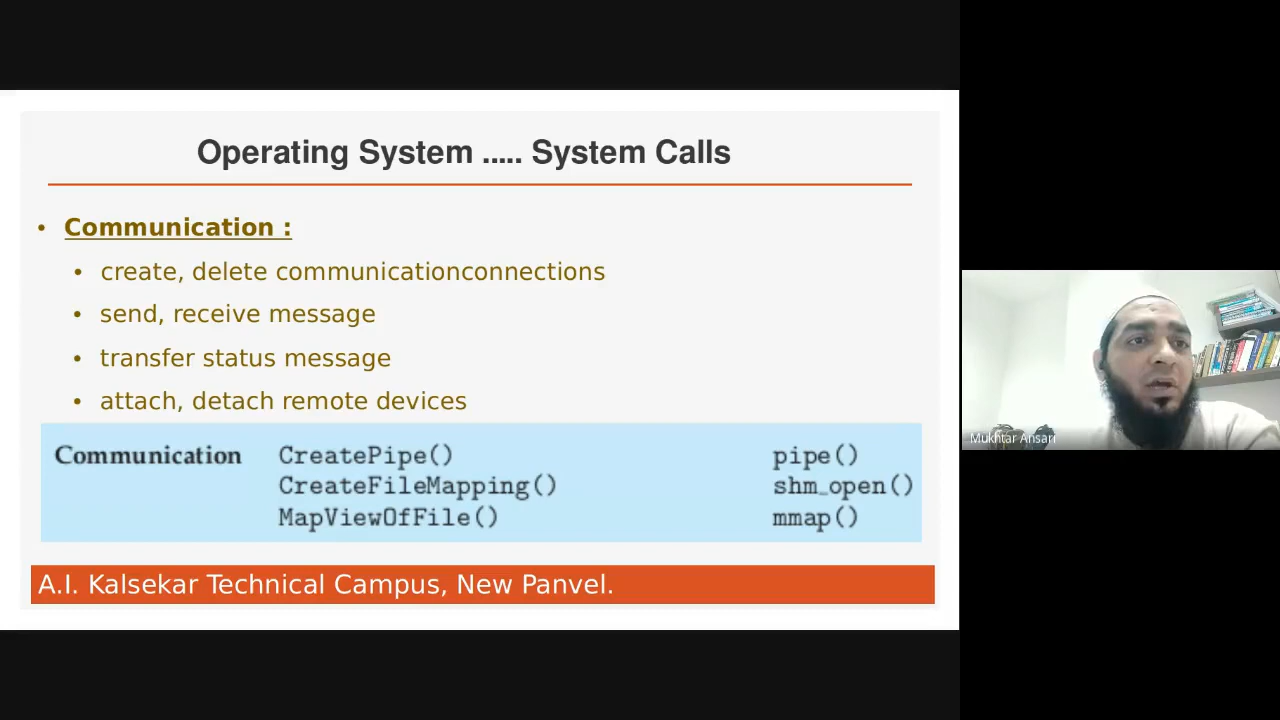 Operating System ..... System Calls
• Communication :
• create, delete communicationconnections
• send, receive message
• transfer status message
• attach, detach remote devices
Communication CreatePipe() pipe()
CreateFileMapping() shm_open()
MapViewOfFile() mmap()
A.I. Kalsekar Technical Campus, New Panvel.
Mukhtar Ansari